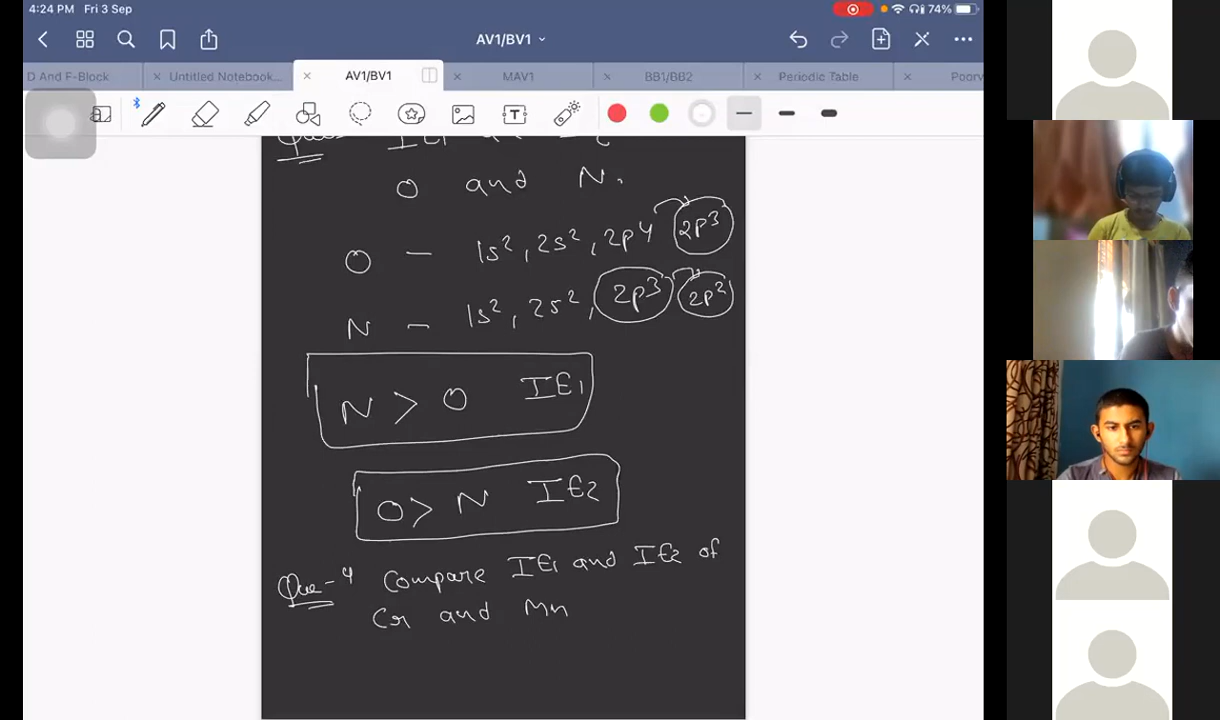 4:24 PM Fri 3 Sep
74%
AV1/BV1
D And F-Block
Untitled Notebook...
AV1/BV1
MAV1
BB1/BB2
Periodic Table
Poorv
O and N.
O — 1s², 2s², 2p4 2p³
N — 1s², 2s², 2p³ 2p²
N > O IE1
O > N IE2
Que-4 Compare IE1 and IE2 of
Cr and Mn